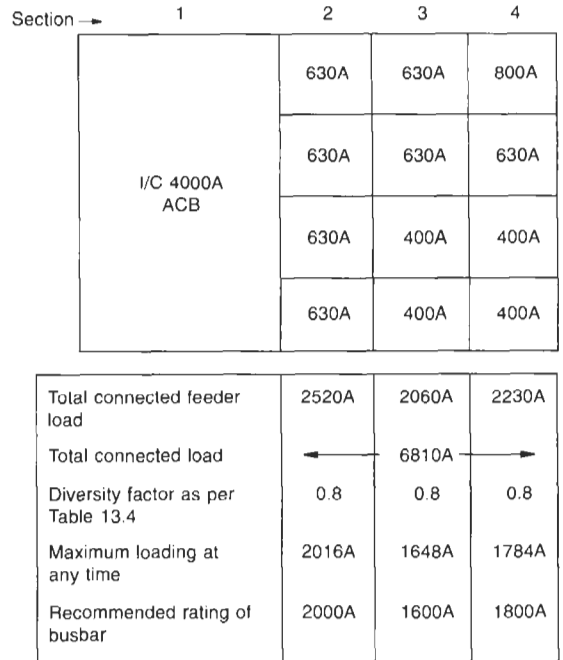 Section → 1 2 3 4
630A 630A 800A
I/C 4000A
ACB
630A 630A 630A
630A 400A 400A
630A 400A 400A
Total connected feeder
load
2520A 2060A 2230A
Total connected load 6810A
Diversity factor as per
Table 13.4
0.8 0.8 0.8
Maximum loading at
any time
2016A 1648A 1784A
Recommended rating of
busbar
2000A 1600A 1800A